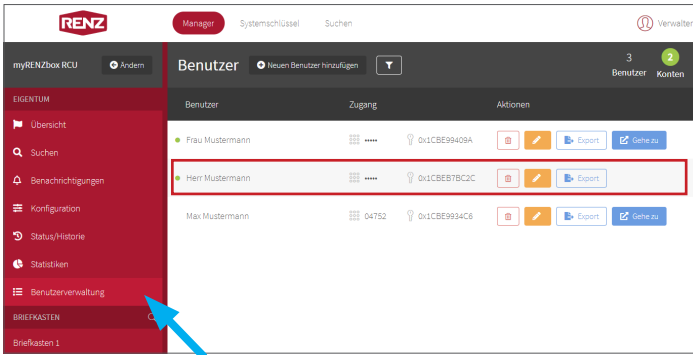 RENZ
Manager Systemschlüssel Suchen Verwalter
myRENZbox RCU Ändern Benutzer Neuen Benutzer hinzufügen 3 Benutzer 2 Konten
EIGENTUM Benutzer Zugang Aktionen
Übersicht
Frau Mustermann ••••• 0x1CBE99409A Export Gehe zu
Suchen
Benachrichtigungen Herr Mustermann ••••• 0x1CBEB7BC2C Export
Konfiguration
Max Mustermann 04752 0x1CBE9934C6 Export Gehe zu
Status/Historie
Statistiken
Benutzerverwaltung
BRIEFKASTEN
Briefkasten 1